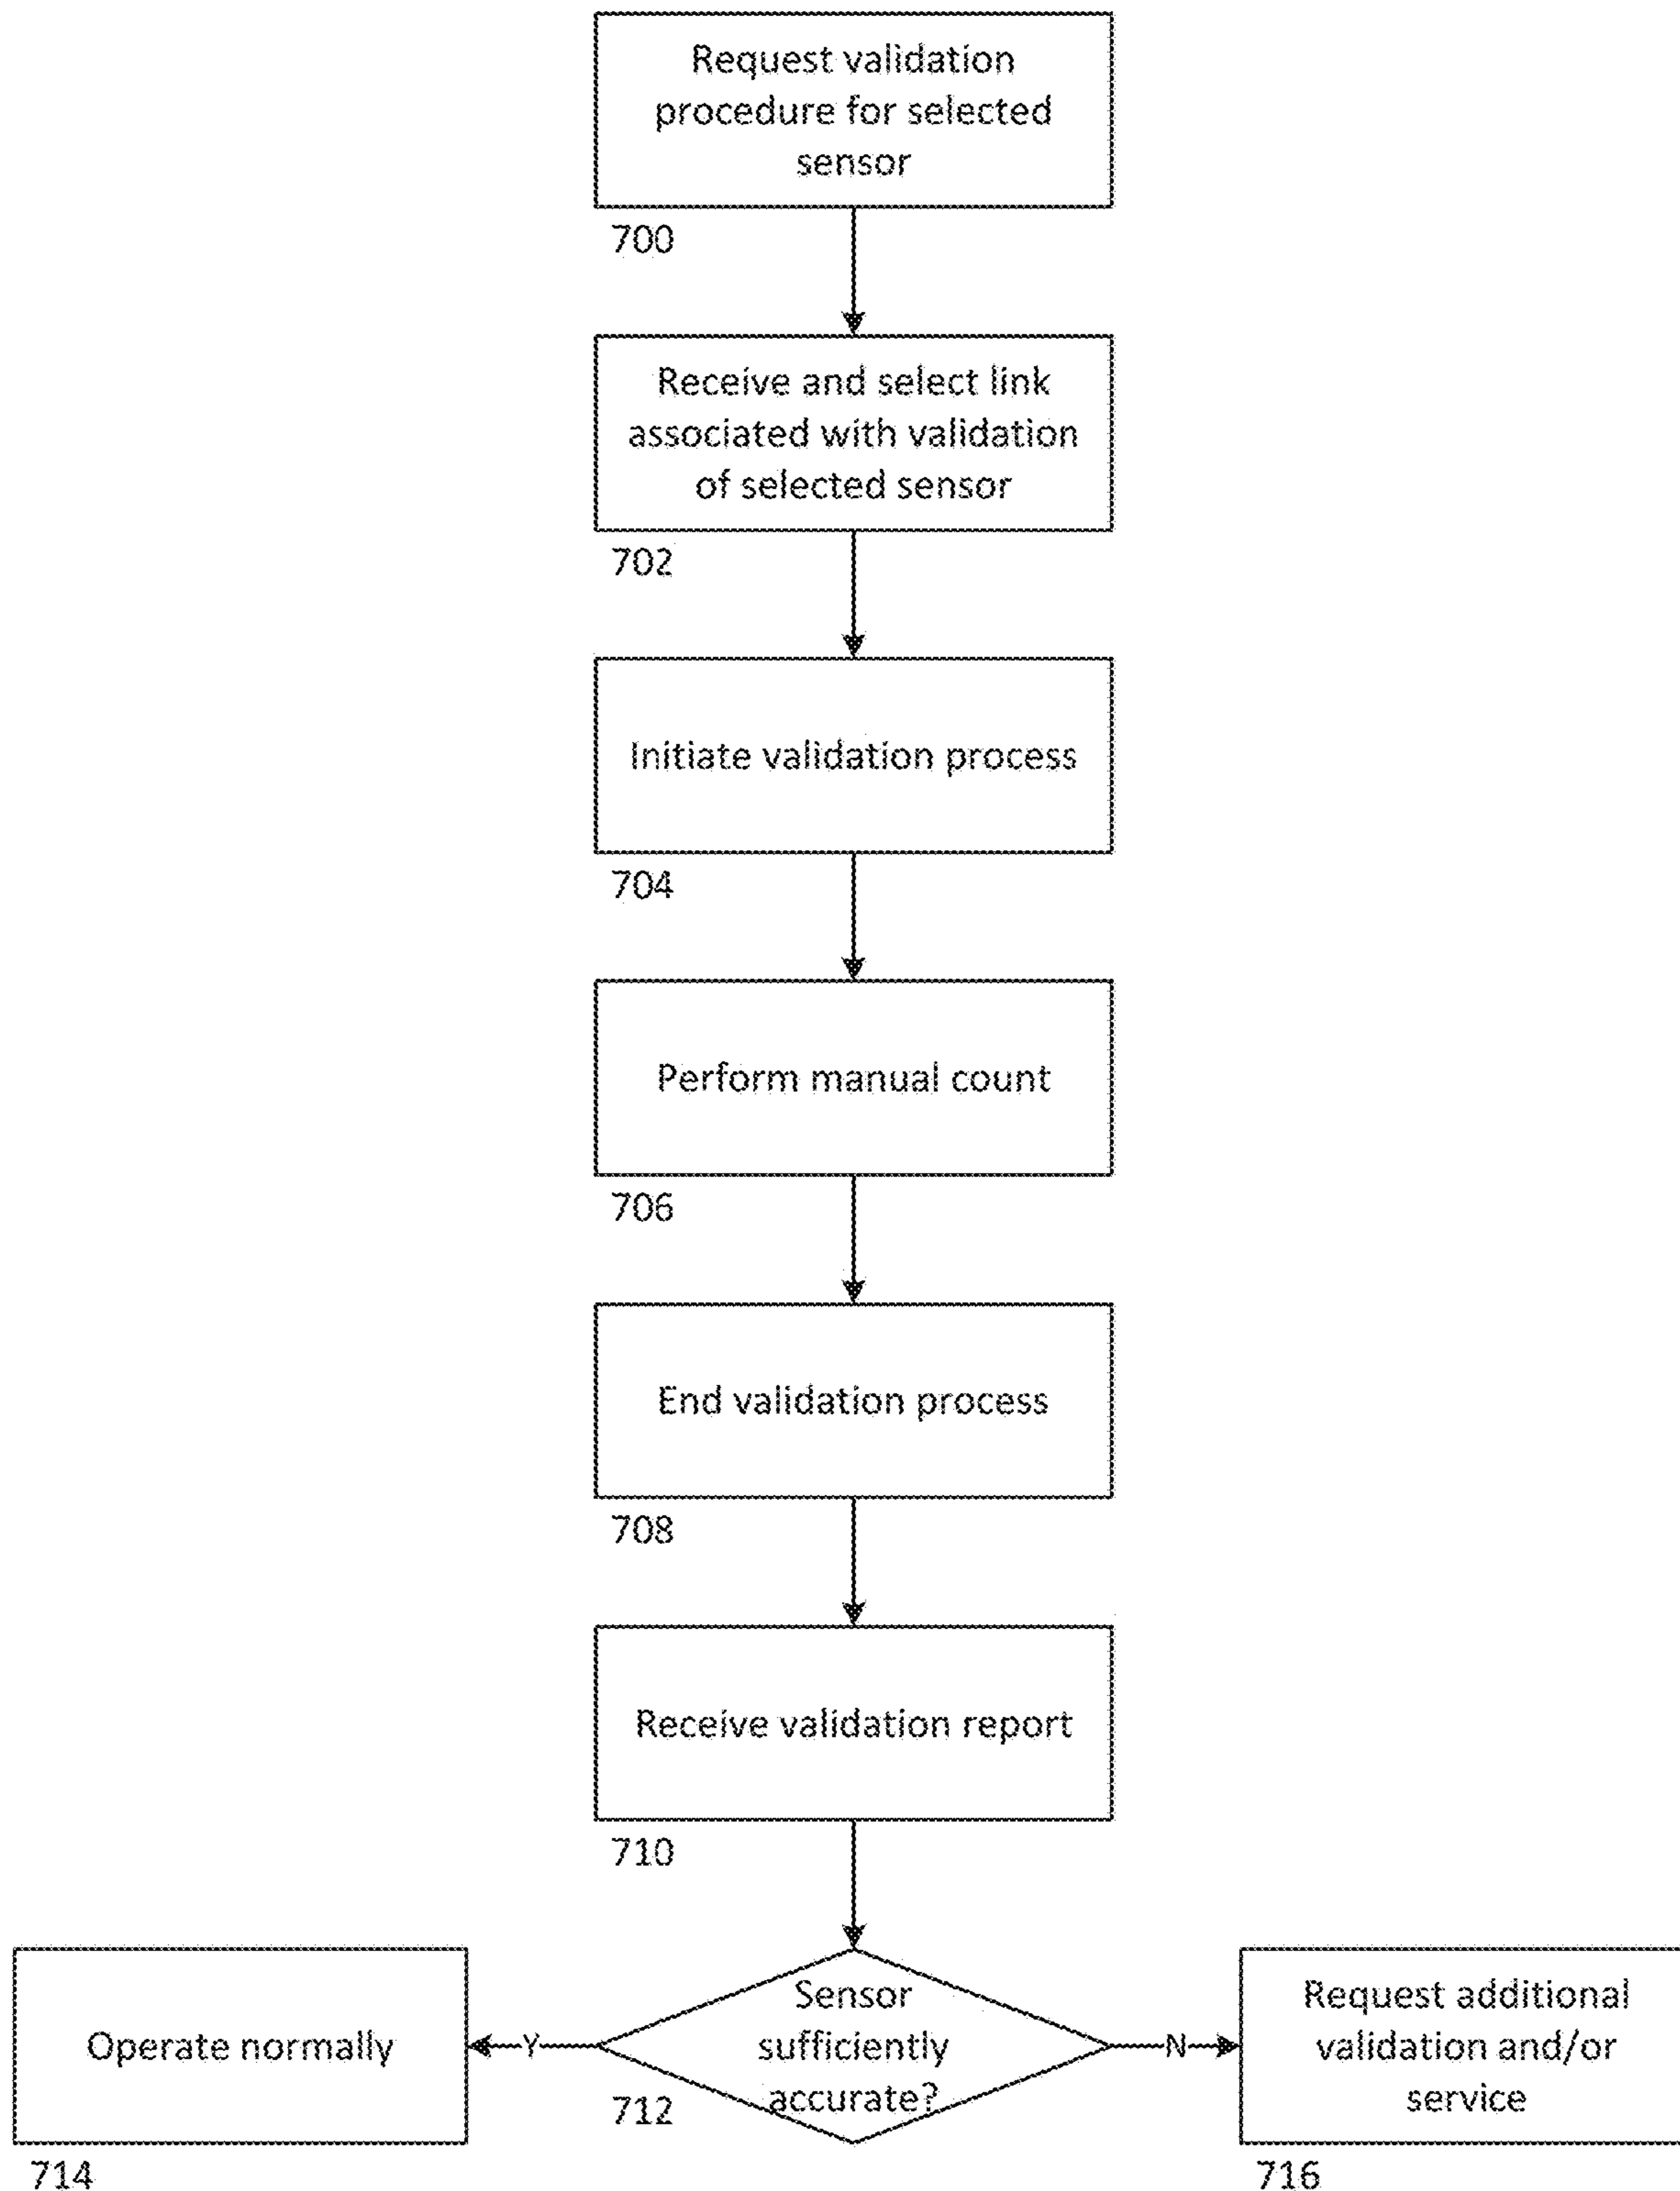 Request validation
procedure for selected
sensor
700
Receive and select link
associated with validation
of selected sensor
702
Initiate validation process
704
Perform manual count
706
End validation process
708
Receive validation report
710
Sensor
sufficiently
accurate?
712
Y
N
Operate normally
714
Request additional
validation and/or
service
716